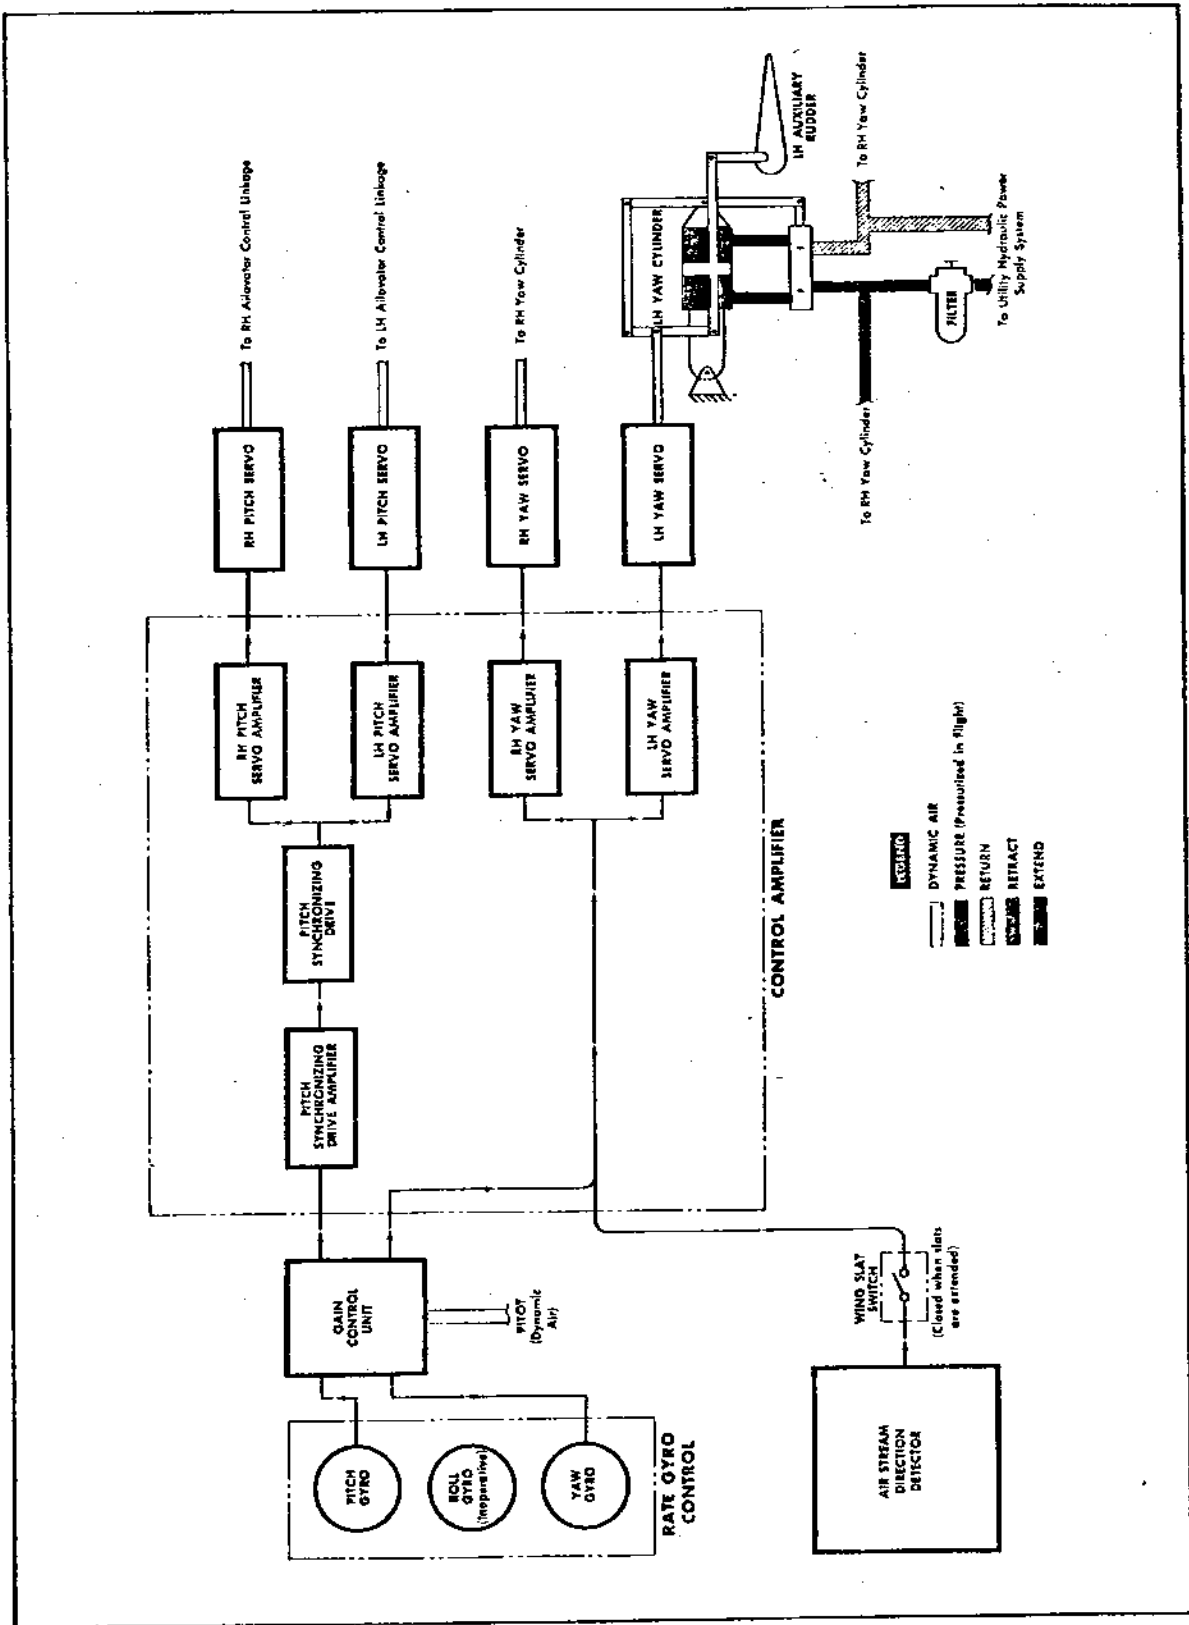 PITCH
GYRO
ROLL
GYRO
(Inoperative)
YAW
GYRO
RATE GYRO
CONTROL
GAIN
CONTROL
UNIT
PITOT
(Dynamic
Air)
AIR STREAM
DIRECTION
DETECTOR
WING SLAT
SWITCH
(Closed when slats
are extended)
PITCH
SYNCHRONIZING
DRIVE AMPLIFIER
PITCH
SYNCHRONIZING
DRIVE
RH PITCH
SERVO AMPLIFIER
LH PITCH
SERVO AMPLIFIER
RH YAW
SERVO AMPLIFIER
LH YAW
SERVO AMPLIFIER
CONTROL AMPLIFIER
RH PITCH SERVO
LH PITCH SERVO
RH YAW SERVO
LH YAW SERVO
To RH Ailavator Control Linkage
To LH Ailavator Control Linkage
To RH Yaw Cylinder
LH YAW CYLINDER
LH AUXILIARY
RUDDER
To RH Yaw Cylinder
To RH Yaw Cylinder
FILTER
To Utility Hydraulic Power
Supply System
LEGEND
DYNAMIC AIR
PRESSURE (Pressurized in Flight)
RETURN
RETRACT
EXTEND